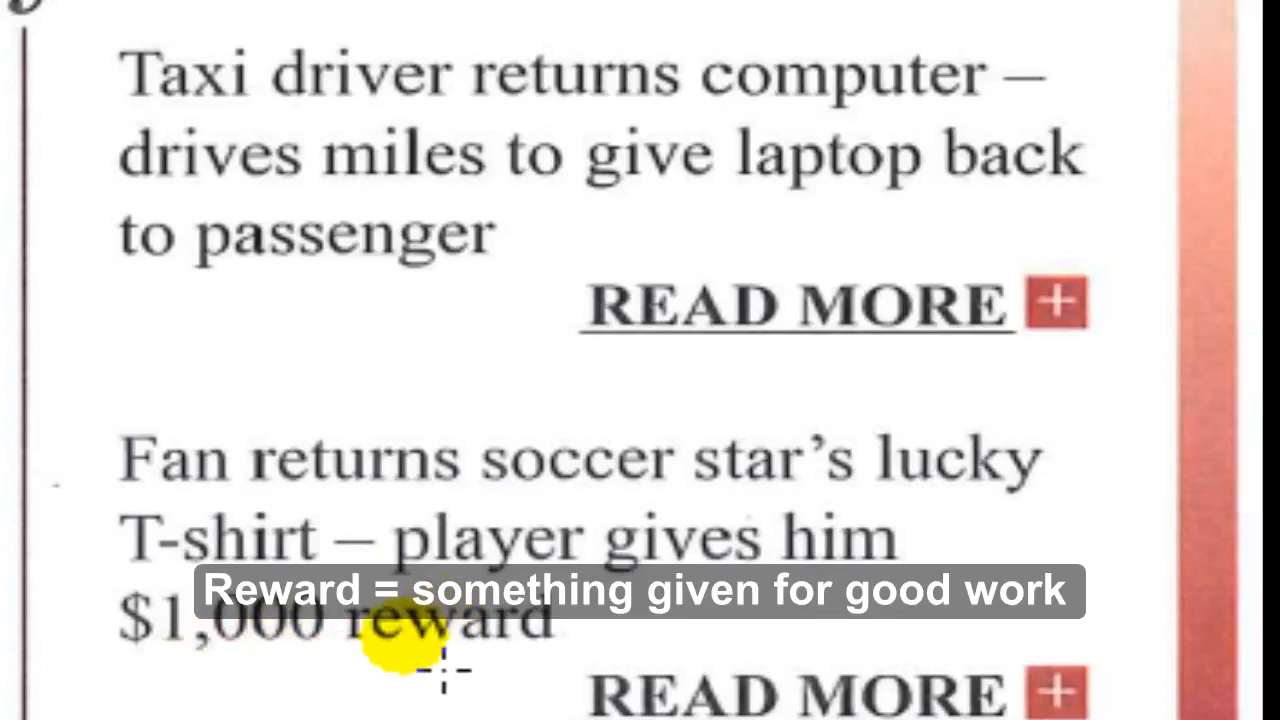 Taxi driver returns computer –
drives miles to give laptop back
to passenger
READ MORE +
Fan returns soccer star's lucky
T-shirt – player gives him
Reward = something given for good work
$1,000 reward
READ MORE +